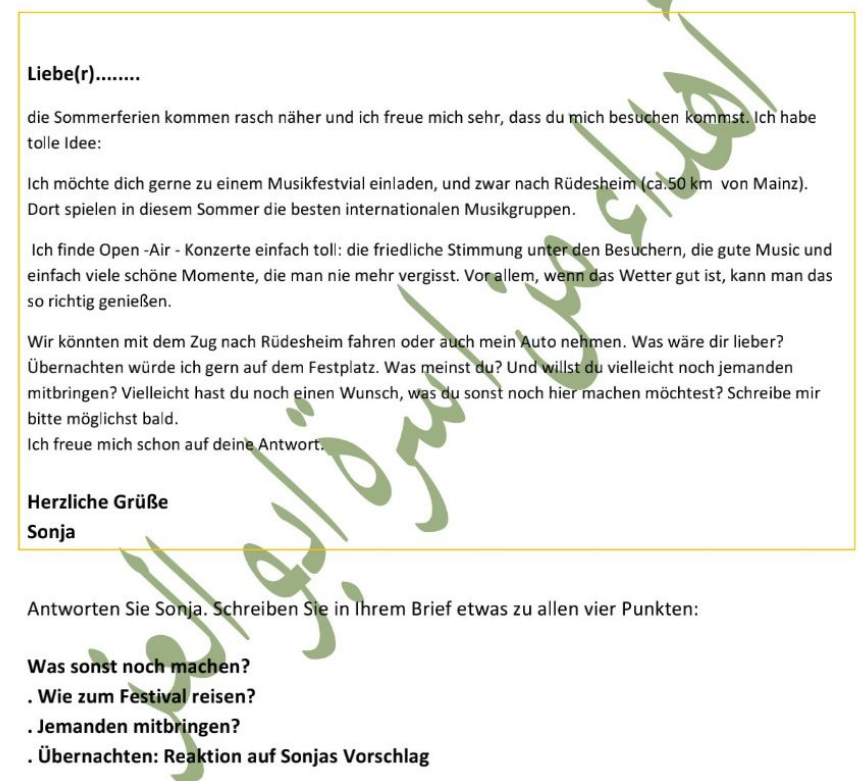 Liebe(r)........
die Sommerferien kommen rasch näher und ich freue mich sehr, dass du mich besuchen kommst. Ich habe
tolle Idee:
Ich möchte dich gerne zu einem Musikfestvial einladen, und zwar nach Rüdesheim (ca.50 km von Mainz).
Dort spielen in diesem Sommer die besten internationalen Musikgruppen.
Ich finde Open -Air - Konzerte einfach toll: die friedliche Stimmung unter den Besuchern, die gute Music und
einfach viele schöne Momente, die man nie mehr vergisst. Vor allem, wenn das Wetter gut ist, kann man das
so richtig genießen.
Wir könnten mit dem Zug nach Rüdesheim fahren oder auch mein Auto nehmen. Was wäre dir lieber?
Übernachten würde ich gern auf dem Festplatz. Was meinst du? Und willst du vielleicht noch jemanden
mitbringen? Vielleicht hast du noch einen Wunsch, was du sonst noch hier machen möchtest? Schreibe mir
bitte möglichst bald.
Ich freue mich schon auf deine Antwort.
Herzliche Grüße
Sonja
Antworten Sie Sonja. Schreiben Sie in Ihrem Brief etwas zu allen vier Punkten:
Was sonst noch machen?
. Wie zum Festival reisen?
. Jemanden mitbringen?
. Übernachten: Reaktion auf Sonjas Vorschlag
إهداء من اسرة ابو العز